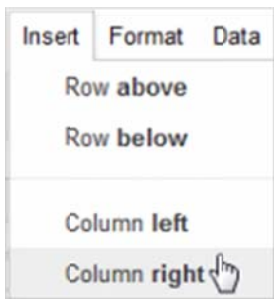 Insert Format Data
Row above
Row below
Column left
Column right